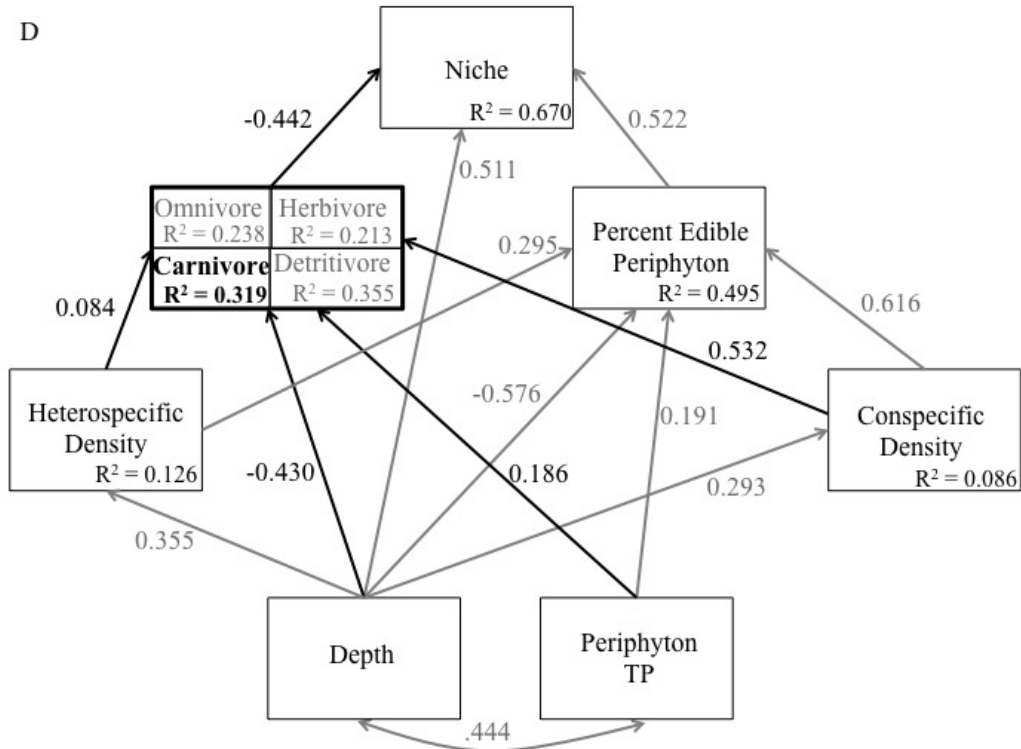 D
Niche
R² = 0.670
-0.442
0.522
0.511
Omnivore
R² = 0.238
Herbivore
R² = 0.213
Carnivore
R² = 0.319
Detritivore
R² = 0.355
0.295
Percent Edible
Periphyton
R² = 0.495
0.084
0.616
0.532
Heterospecific
Density
R² = 0.126
-0.576
0.191
Conspecific
Density
R² = 0.086
-0.430
0.186
0.293
0.355
Depth
Periphyton
TP
.444